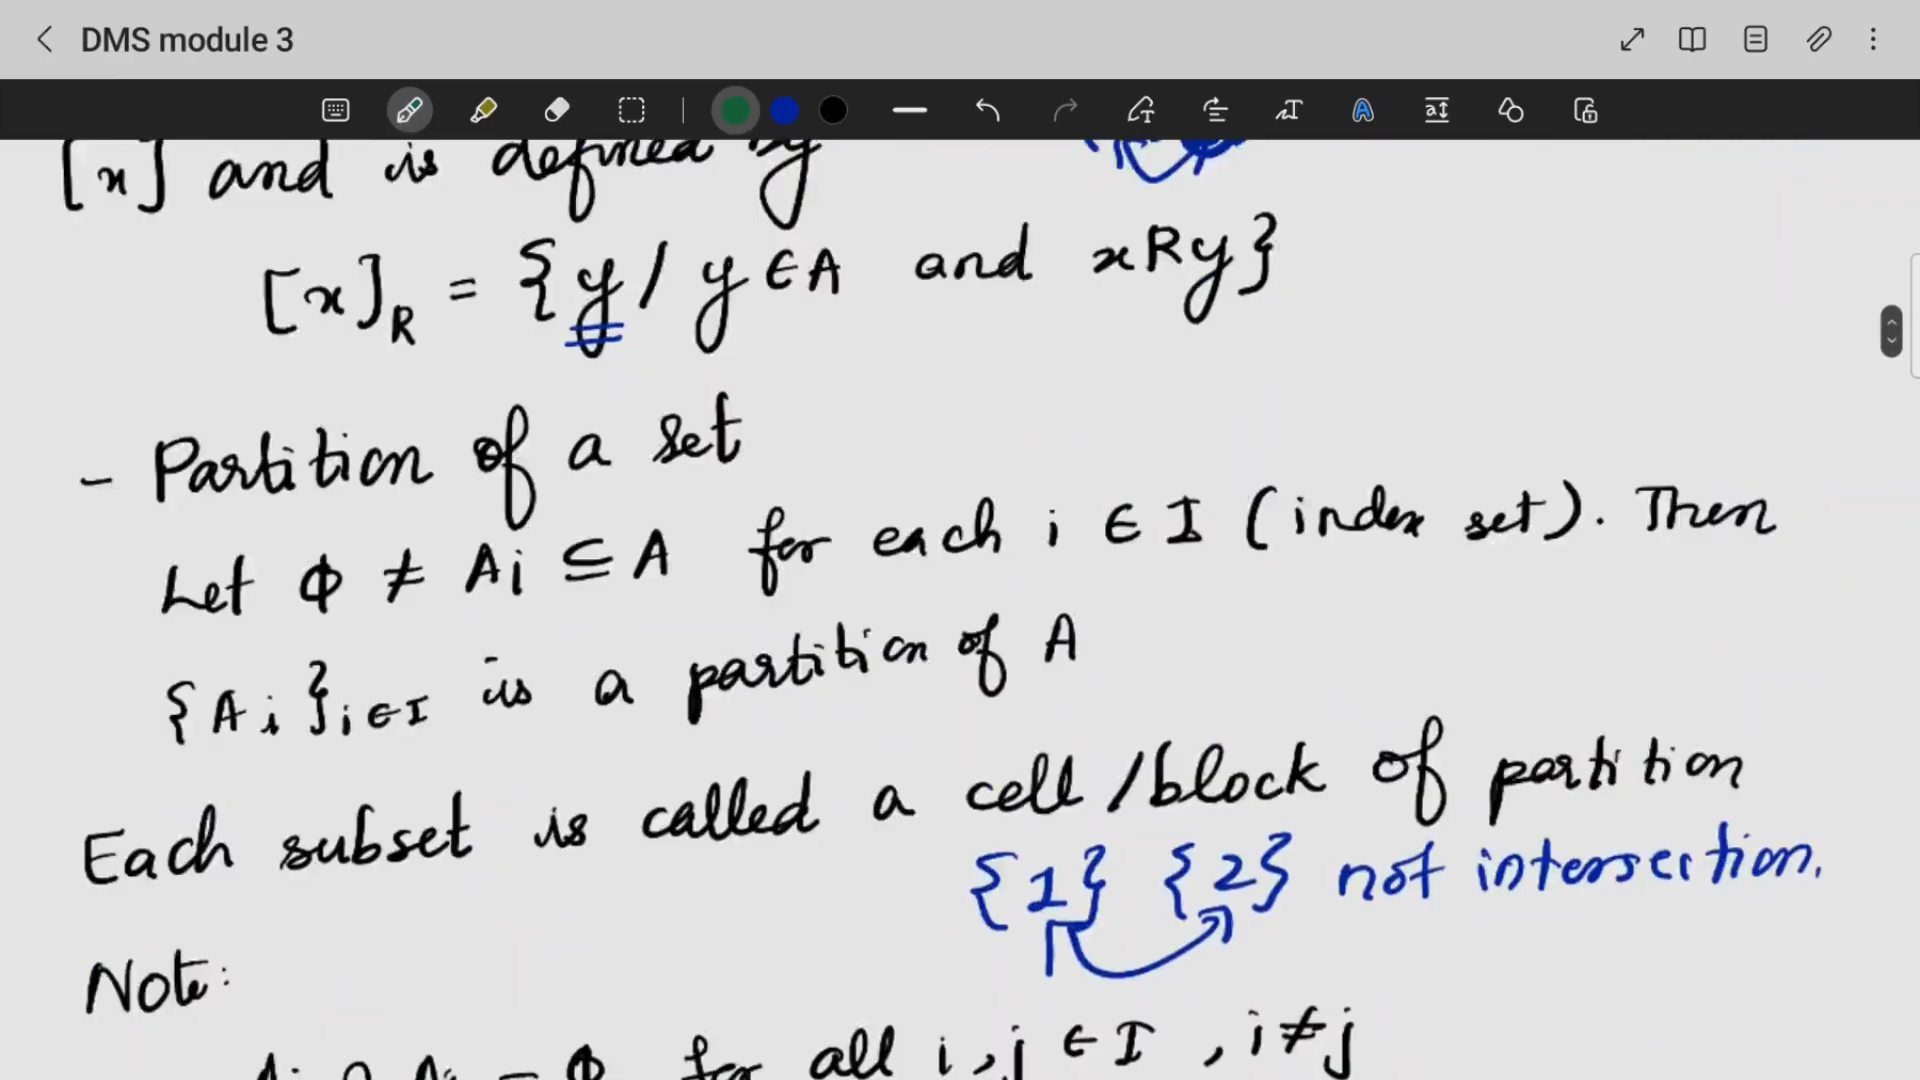 DMS module 3
[x] and is defined by
[x]R = {y / y ∈ A and xRy}
- Partition of a set
Let Φ ≠ Ai ⊆ A for each i ∈ I (index set). Then
{Ai}i∈I is a partition of A
Each subset is called a cell/block of partition
{1} {2} not intersection.
Note:
Ai ∩ Aj = Φ for all i,j ∈ I , i≠j